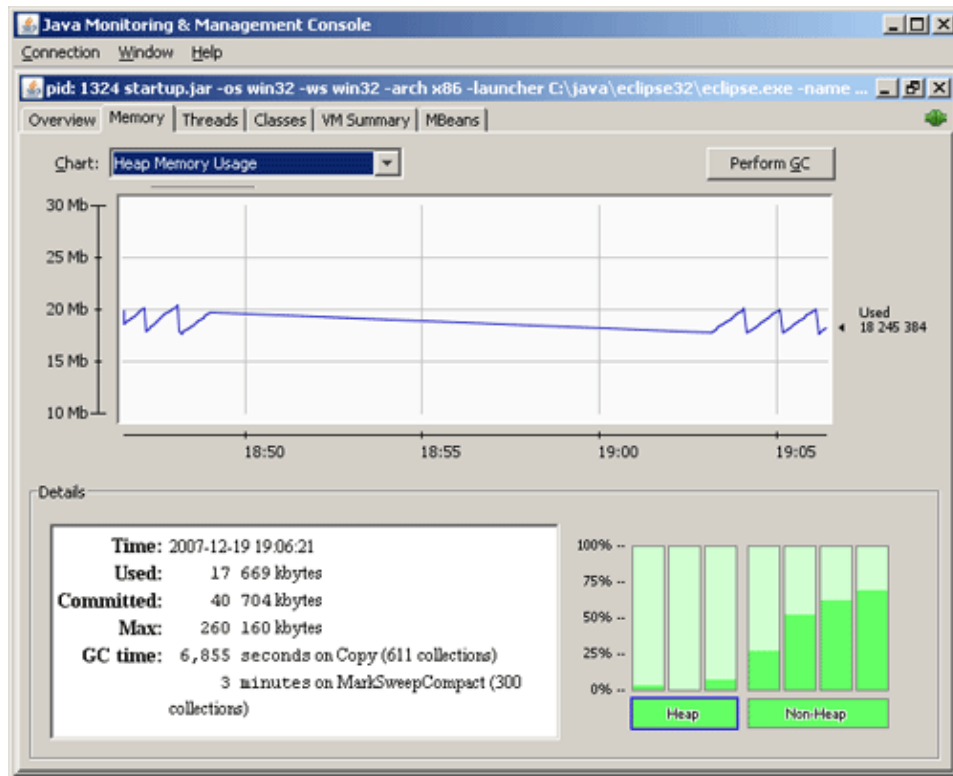 Java Monitoring & Management Console
Connection Window Help
pid: 1324 startup.jar -os win32 -ws win32 -arch x86 -launcher C:\java\eclipse32\eclipse.exe -name ...
Overview Memory Threads Classes VM Summary MBeans
Chart: Heap Memory Usage Perform GC
30 Mb
25 Mb
20 Mb
15 Mb
10 Mb
Used
18 245 384
18:50 18:55 19:00 19:05
Details
Time: 2007-12-19 19:06:21
Used: 17 669 kbytes
Committed: 40 704 kbytes
Max: 260 160 kbytes
GC time: 6,855 seconds on Copy (611 collections)
3 minutes on MarkSweepCompact (300
collections)
100% --
75% --
50% --
25% --
0% --
Heap Non-Heap